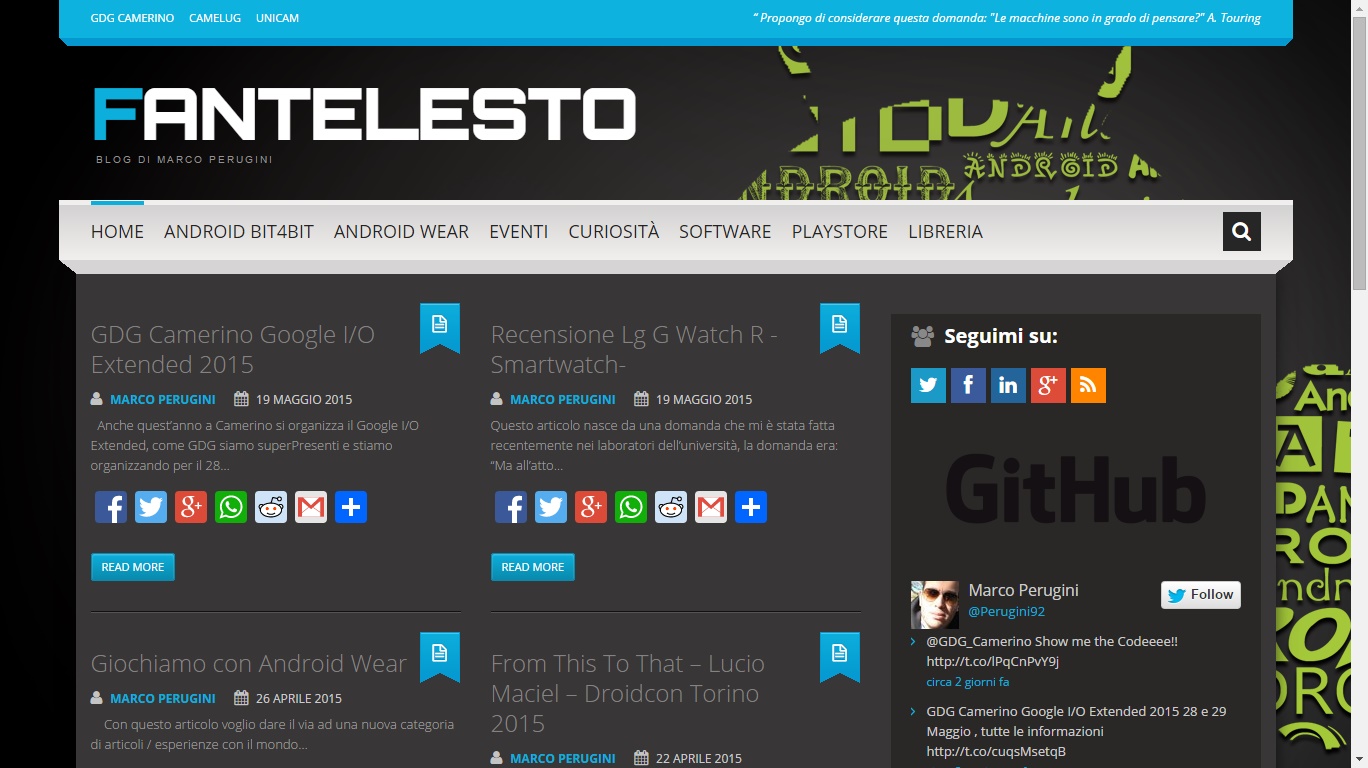 GDG CAMERINO CAMELUG UNICAM
“ Propongo di considerare questa domanda: "Le macchine sono in grado di pensare?" A. Touring
FANTELESTO
BLOG DI MARCO PERUGINI
ANDROID
HOME ANDROID BIT4BIT ANDROID WEAR EVENTI CURIOSITÀ SOFTWARE PLAYSTORE LIBRERIA
GDG Camerino Google I/O
Extended 2015
MARCO PERUGINI 19 MAGGIO 2015
Anche quest’anno a Camerino si organizza il Google I/O
Extended, come GDG siamo superPresenti e stiamo
organizzando per il 28...
READ MORE
Recensione Lg G Watch R -
Smartwatch-
MARCO PERUGINI 19 MAGGIO 2015
Questo articolo nasce da una domanda che mi è stata fatta
recentemente nei laboratori dell’università, la domanda era:
“Ma all’atto...
READ MORE
Giochiamo con Android Wear
MARCO PERUGINI 26 APRILE 2015
Con questo articolo voglio dare il via ad una nuova categoria
di articoli / esperienze con il mondo...
From This To That – Lucio
Maciel – Droidcon Torino
2015
MARCO PERUGINI 22 APRILE 2015
Seguimi su:
GitHub
Marco Perugini
@Perugini92
Follow
@GDG_Camerino Show me the Codeeee!!
http://t.co/lPqCnPvY9j
circa 2 giorni fa
GDG Camerino Google I/O Extended 2015 28 e 29
Maggio , tutte le informazioni
http://t.co/cuqsMsetqB